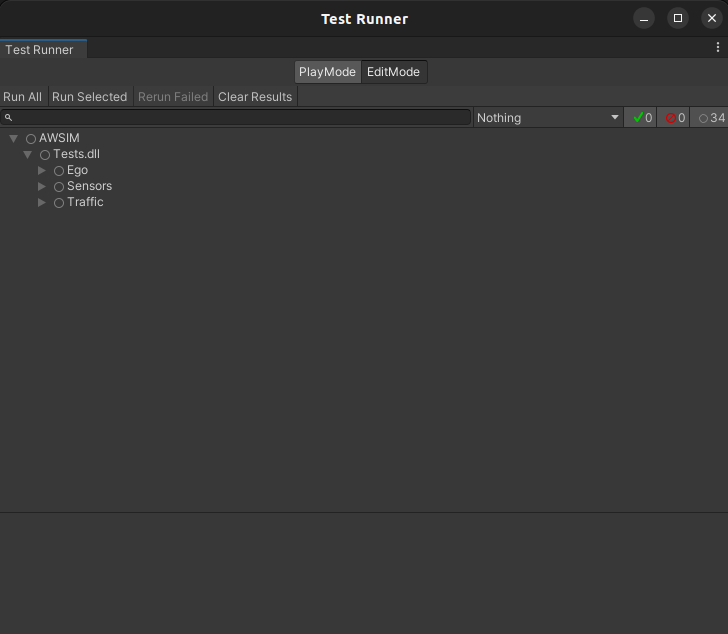 Test Runner
Test Runner
PlayMode EditMode
Run All Run Selected Rerun Failed Clear Results
Nothing 0 0 34
AWSIM
Tests.dll
Ego
Sensors
Traffic